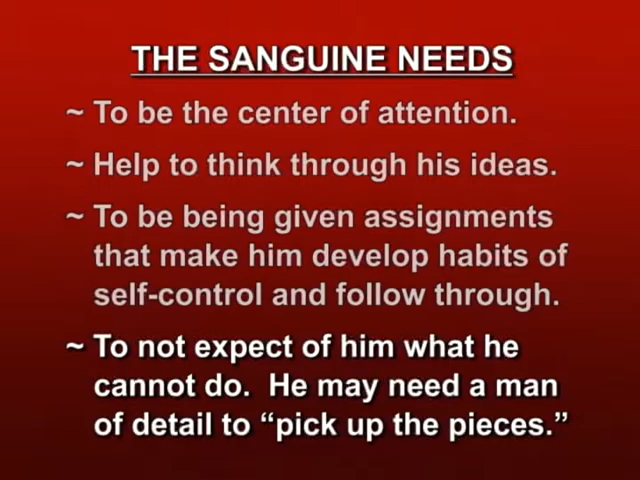 THE SANGUINE NEEDS
~ To be the center of attention.
~ Help to think through his ideas.
~ To be being given assignments
that make him develop habits of
self-control and follow through.
~ To not expect of him what he
cannot do. He may need a man
of detail to “pick up the pieces.”